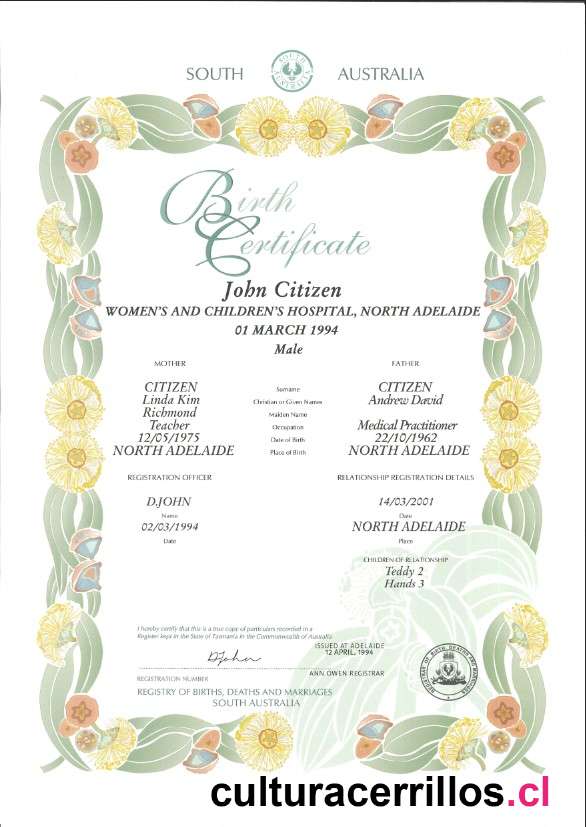 SOUTH AUSTRALIA
Birth
Certificate
John Citizen
WOMEN'S AND CHILDREN'S HOSPITAL, NORTH ADELAIDE
01 MARCH 1994
Male
MOTHER FATHER
CITIZEN Surname CITIZEN
Linda Kim Christian or Given Names Andrew David
Richmond Maiden Name
Teacher Occupation Medical Practitioner
12/05/1975 Date of Birth 22/10/1962
NORTH ADELAIDE Place of Birth NORTH ADELAIDE
REGISTRATION OFFICER RELATIONSHIP REGISTRATION DETAILS
D.JOHN 14/03/2001
Name Date
02/03/1994 NORTH ADELAIDE
Date Place
CHILDREN OF RELATIONSHIP
Teddy 2
Hands 3
I hereby certify that this is a true copy of particulars recorded in a
Register kept in the State of Tasmania in the Commonwealth of Australia
DJohn
ISSUED AT ADELAIDE
12 APRIL, 1994
REGISTRATION NUMBER
ANN OWEN REGISTRAR
REGISTRY OF BIRTHS, DEATHS AND MARRIAGES
SOUTH AUSTRALIA
culturacerrillos.cl